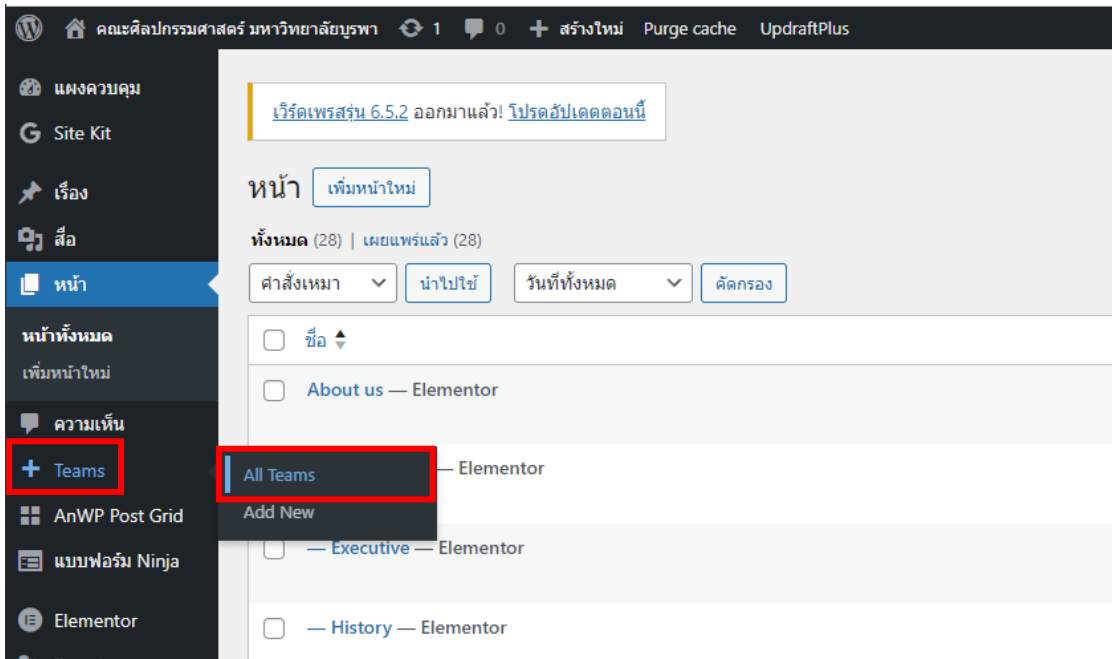 คณะศิลปกรรมศาสตร์ มหาวิทยาลัยบูรพา 1 0 สร้างใหม่ Purge cache UpdraftPlus
แผงควบคุม
Site Kit
เรื่อง
สื่อ
หน้า
หน้าทั้งหมด
เพิ่มหน้าใหม่
ความเห็น
Teams
AnWP Post Grid
แบบฟอร์ม Ninja
Elementor
All Teams
Add New
เวิร์ดเพรสรุ่น 6.5.2 ออกมาแล้ว! โปรดอัปเดตตอนนี้
หน้า เพิ่มหน้าใหม่
ทั้งหมด (28) | เผยแพร่แล้ว (28)
คำสั่งเหมา นำไปใช้ วันที่ทั้งหมด คัดกรอง
ชื่อ
About us — Elementor
— Elementor
— Executive — Elementor
— History — Elementor